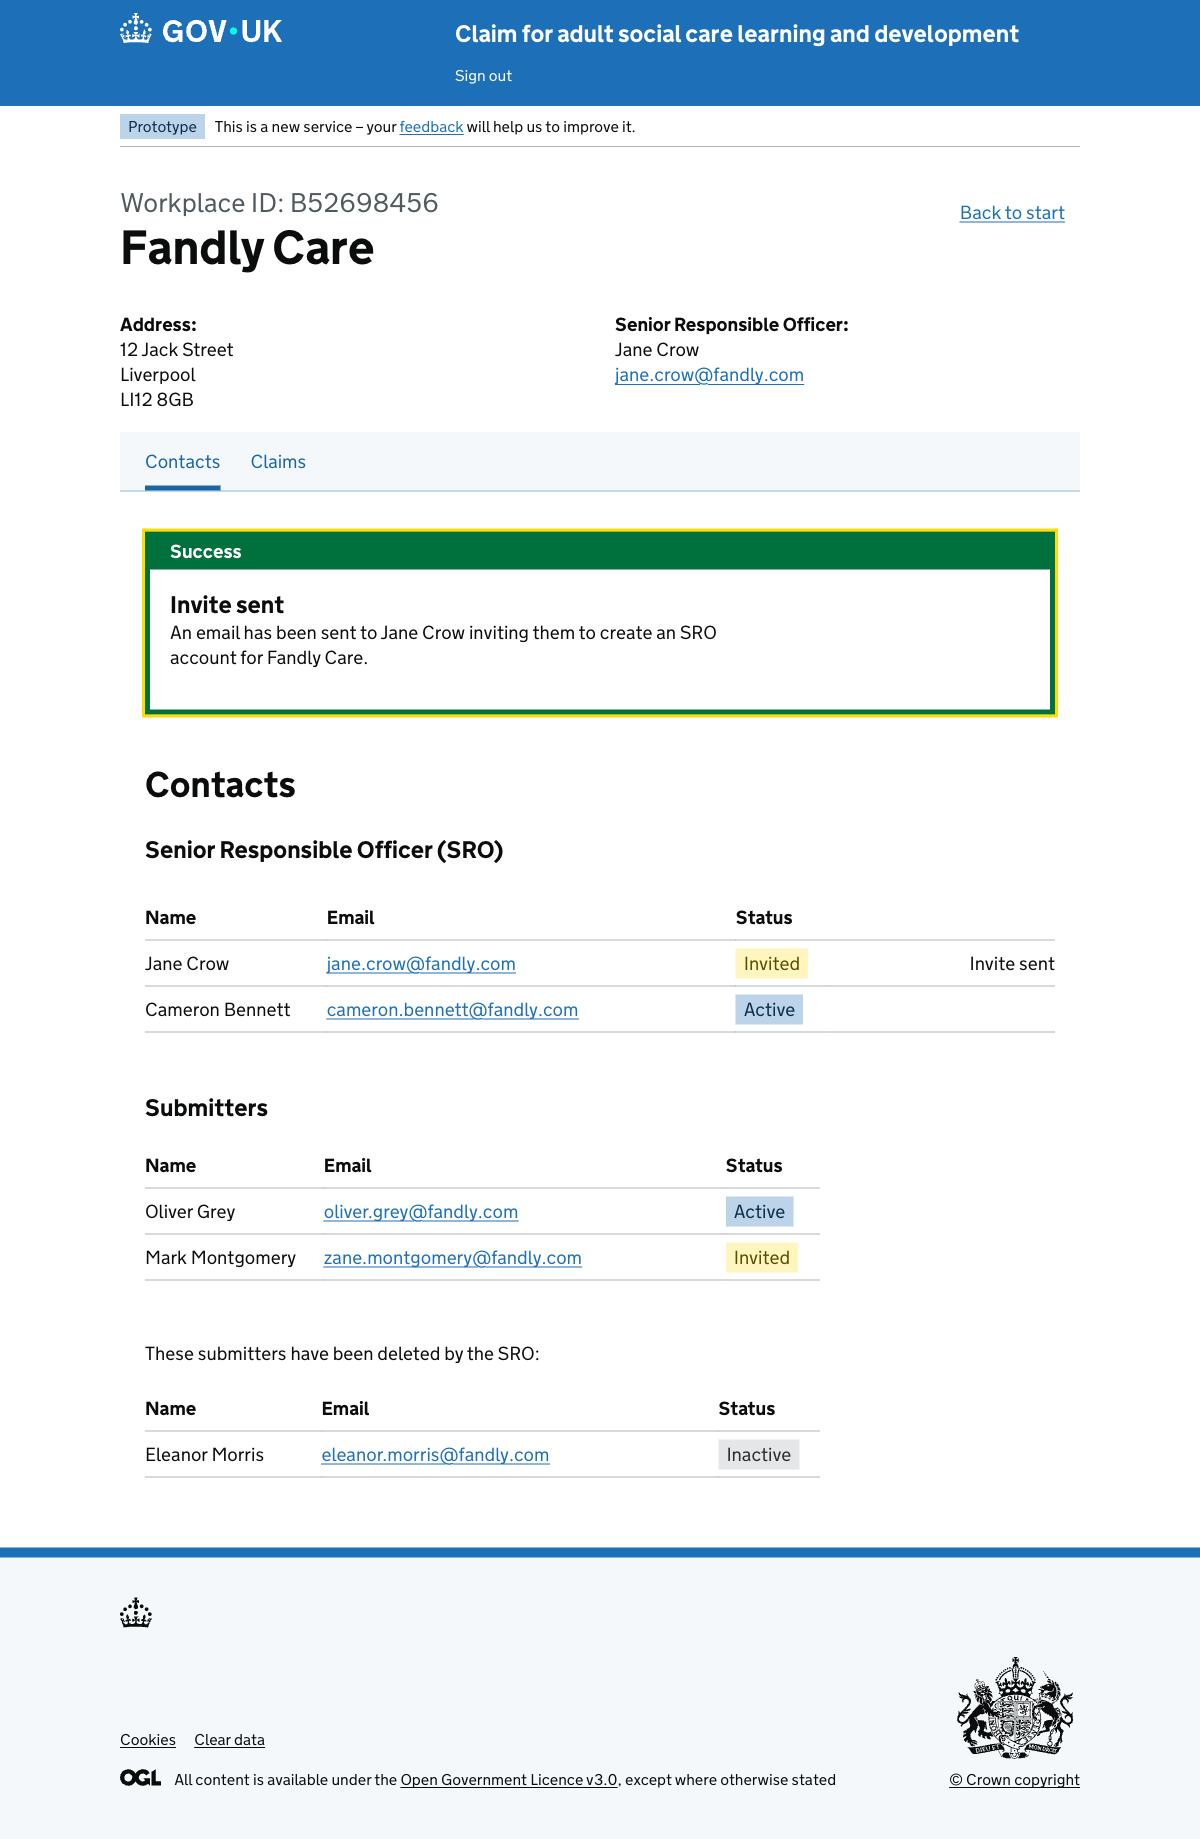 GOV•UK
Claim for adult social care learning and development
Sign out
Prototype This is a new service – your feedback will help us to improve it.
Workplace ID: B52698456
Back to start
Fandly Care
Address:
12 Jack Street
Liverpool
LI12 8GB
Senior Responsible Officer:
Jane Crow
jane.crow@fandly.com
Contacts Claims
Success
Invite sent
An email has been sent to Jane Crow inviting them to create an SRO
account for Fandly Care.
Contacts
Senior Responsible Officer (SRO)
Name Email Status
Jane Crow jane.crow@fandly.com Invited Invite sent
Cameron Bennett cameron.bennett@fandly.com Active
Submitters
Name Email Status
Oliver Grey oliver.grey@fandly.com Active
Mark Montgomery zane.montgomery@fandly.com Invited
These submitters have been deleted by the SRO:
Name Email Status
Eleanor Morris eleanor.morris@fandly.com Inactive
Cookies Clear data
OGL All content is available under the Open Government Licence v3.0, except where otherwise stated
© Crown copyright